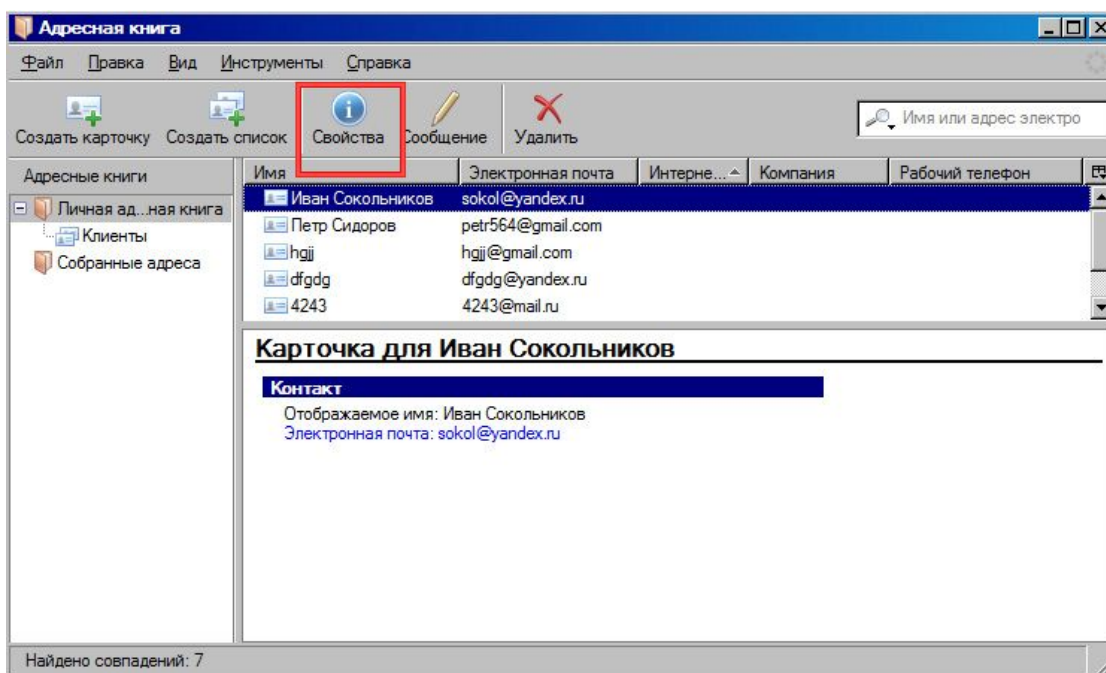 Адресная книга
Файл Правка Вид Инструменты Справка
Создать карточку Создать список Свойства Сообщение Удалить Имя или адрес электро
Адресные книги Имя Электронная почта Интерне... Компания Рабочий телефон
Личная ад...ная книга Иван Сокольников sokol@yandex.ru
Клиенты Петр Сидоров petr564@gmail.com
Собранные адреса hgjj hgjj@gmail.com
dfgdg dfgdg@yandex.ru
4243 4243@mail.ru
Карточка для Иван Сокольников
Контакт
Отображаемое имя: Иван Сокольников
Электронная почта: sokol@yandex.ru
Найдено совпадений: 7